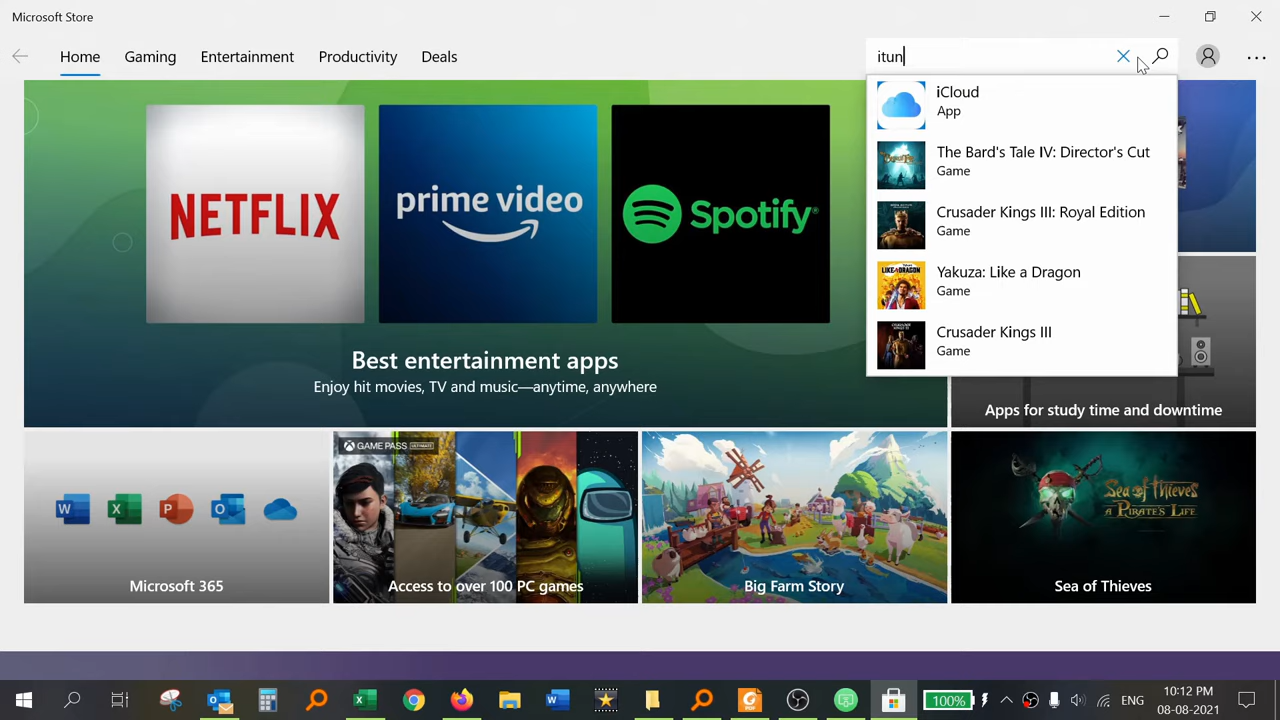 Microsoft Store
Home Gaming Entertainment Productivity Deals
itun
iCloud
App
The Bard's Tale IV: Director's Cut
Game
Crusader Kings III: Royal Edition
Game
Yakuza: Like a Dragon
Game
Crusader Kings III
Game
NETFLIX
prime video
Spotify
Best entertainment apps
Enjoy hit movies, TV and music—anytime, anywhere
Apps for study time and downtime
Microsoft 365
GAME PASS ULTIMATE
Access to over 100 PC games
Big Farm Story
Sea of Thieves
A PIRATE'S LIFE
Sea of Thieves
100%
ENG
10:12 PM
08-08-2021